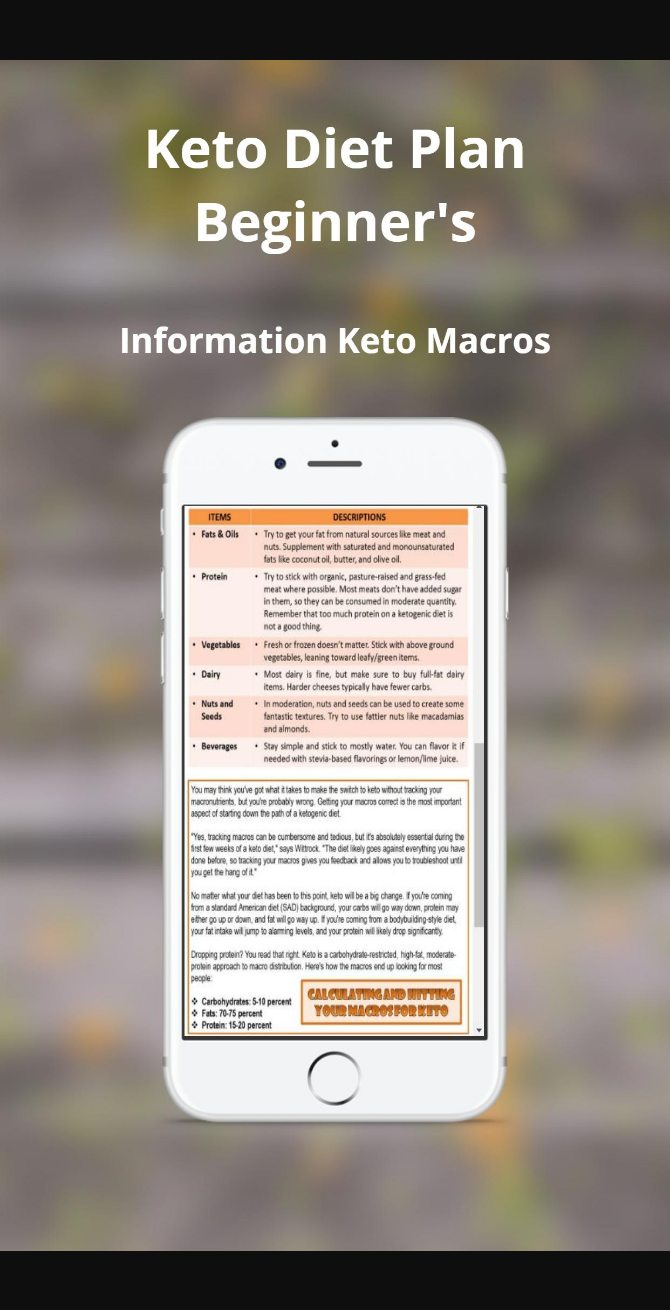 Keto Diet Plan
Beginner's
Information Keto Macros
ITEMS DESCRIPTIONS
• Fats & Oils • Try to get your fat from natural sources like meat and
nuts. Supplement with saturated and monounsaturated
fats like coconut oil, butter, and olive oil.
• Protein • Try to stick with organic, pasture-raised and grass-fed
meat where possible. Most meats don't have added sugar
in them, so they can be consumed in moderate quantity.
Remember that too much protein on a ketogenic diet is
not a good thing.
• Vegetables • Fresh or frozen doesn't matter. Stick with above ground
vegetables, leaning toward leafy/green items.
• Dairy • Most dairy is fine, but make sure to buy full-fat dairy
items. Harder cheeses typically have fewer carbs.
• Nuts and • In moderation, nuts and seeds can be used to create some
Seeds fantastic textures. Try to use fattier nuts like macadamias
and almonds.
• Beverages • Stay simple and stick to mostly water. You can flavor it if
needed with stevia-based flavorings or lemon/lime juice.
You may think you've got what it takes to make the switch to keto without tracking your
macronutrients, but you're probably wrong. Getting your macros correct is the most important
aspect of starting down the path of a ketogenic diet.
"Yes, tracking macros can be cumbersome and tedious, but it's absolutely essential during the
first few weeks of a keto diet," says Wittrock. "The diet likely goes against everything you have
done before, so tracking your macros gives you feedback and allows you to troubleshoot until
you get the hang of it."
No matter what your diet has been to this point, keto will be a big change. If you're coming
from a standard American diet (SAD) background, your carbs will go way down, protein may
either go up or down, and fat will go way up. If you're coming from a bodybuilding-style diet,
your fat intake will jump to alarming levels, and your protein will likely drop significantly.
Dropping protein? You read that right. Keto is a carbohydrate-restricted, high-fat, moderate-
protein approach to macro distribution. Here's how the macros end up looking for most
people:
❖ Carbohydrates: 5-10 percent
❖ Fats: 70-75 percent
❖ Protein: 15-20 percent
CALCULATING AND HITTING
YOUR MACROS FOR KETO